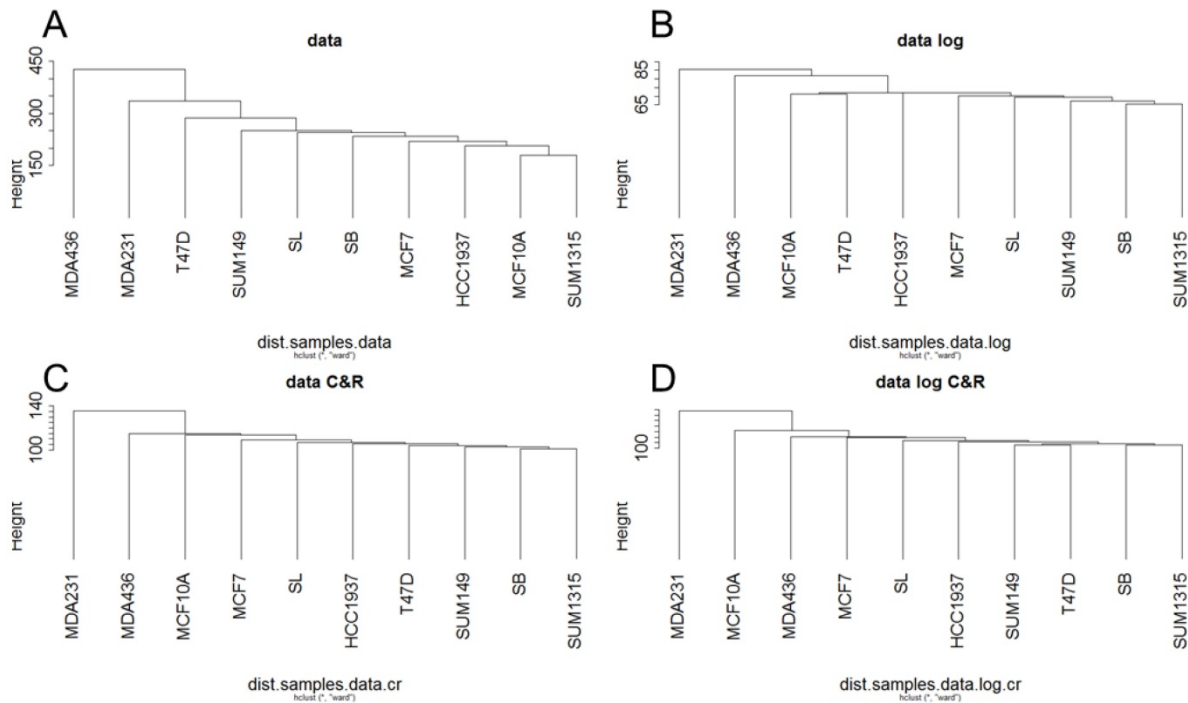 A
data
450
300
150
Height
MDA436
MDA231
T47D
SUM149
SL
SB
MCF7
HCC1937
MCF10A
SUM1315
dist.samples.data
hclust (*, "ward")
B
data log
85
65
Height
MDA231
MDA436
MCF10A
T47D
HCC1937
MCF7
SL
SUM149
SB
SUM1315
dist.samples.data.log
hclust (*, "ward")
C
data C&R
140
100
Height
MDA231
MDA436
MCF10A
MCF7
SL
HCC1937
T47D
SUM149
SB
SUM1315
dist.samples.data.cr
hclust (*, "ward")
D
data log C&R
100
Height
MDA231
MCF10A
MDA436
MCF7
SL
HCC1937
SUM149
T47D
SB
SUM1315
dist.samples.data.log.cr
hclust (*, "ward")